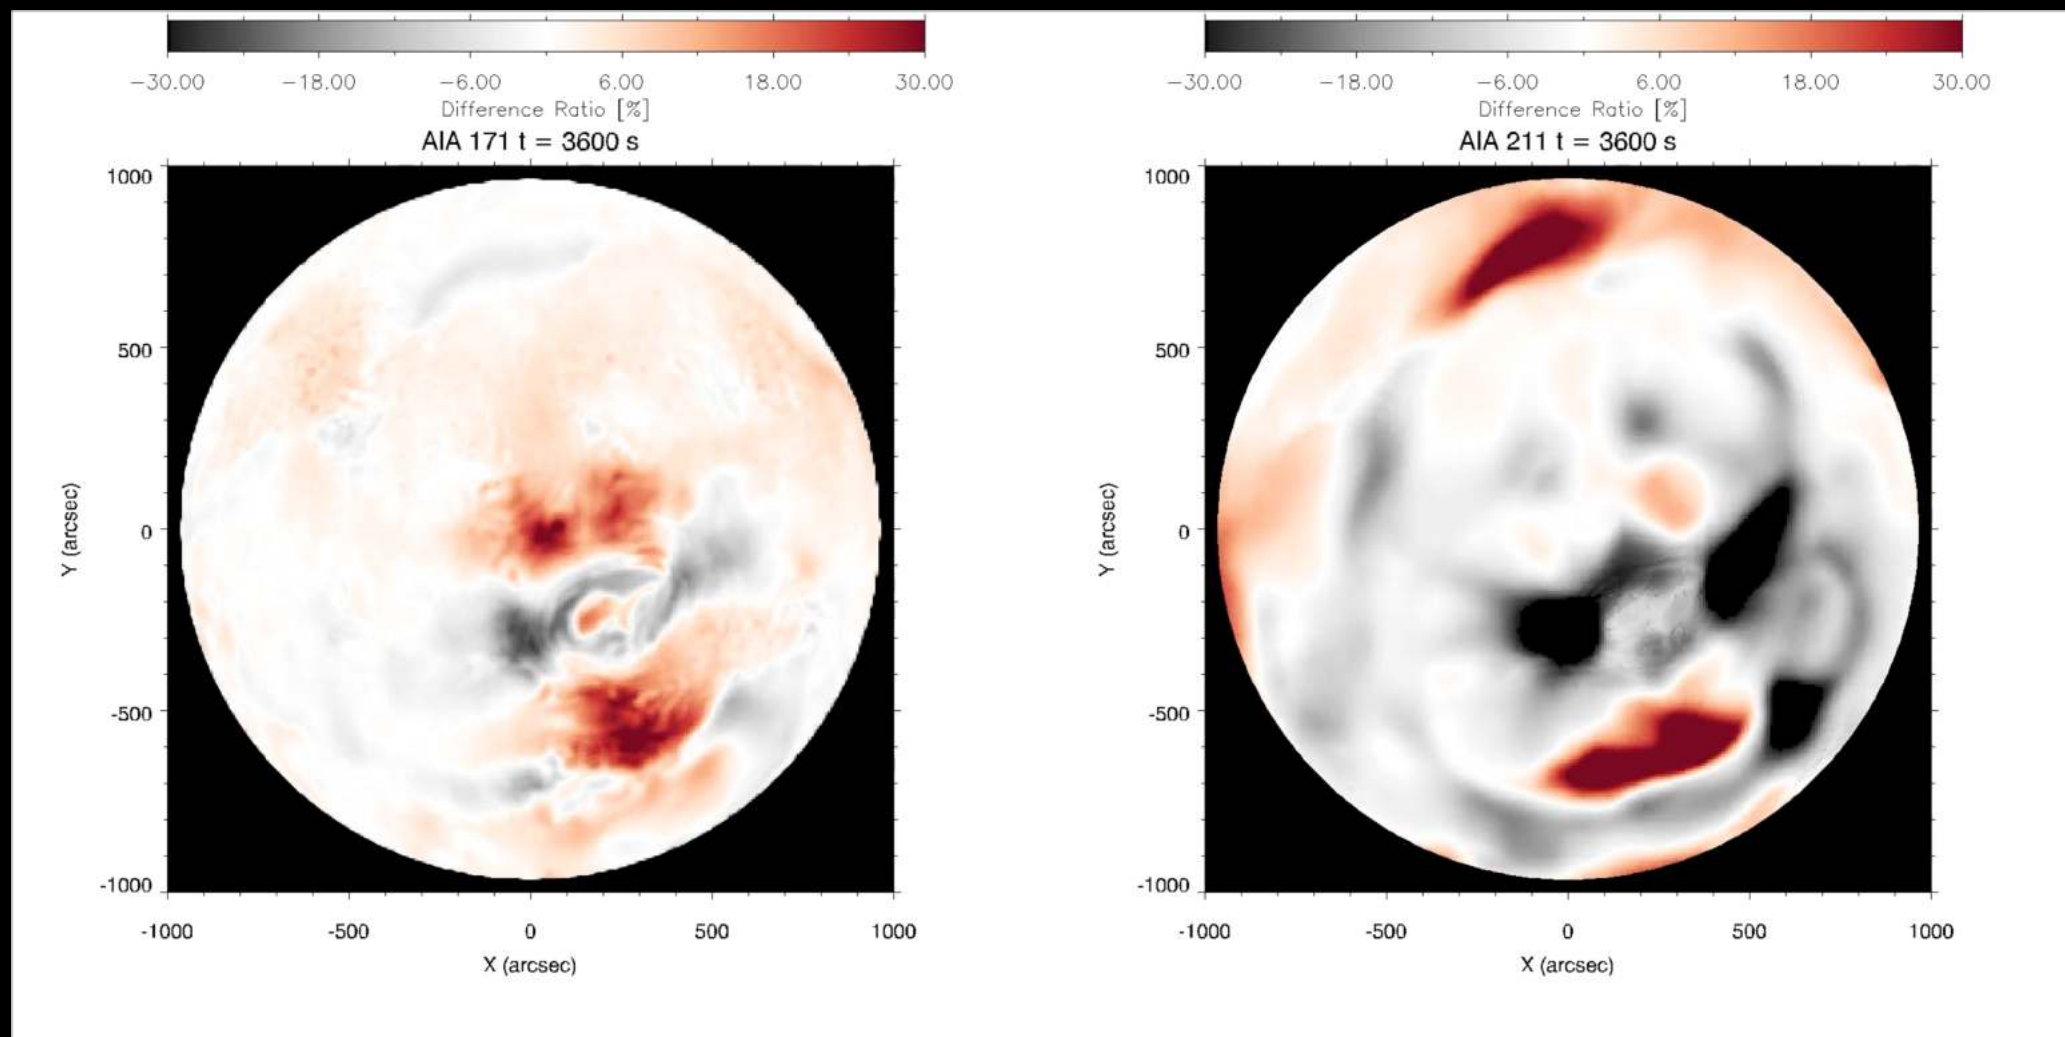 −30.00 −18.00 −6.00 6.00 18.00 30.00
Difference Ratio [%]
AIA 171 t = 3600 s
1000
500
0
-500
-1000
Y (arcsec)
-1000 -500 0 500 1000
X (arcsec)
−30.00 −18.00 −6.00 6.00 18.00 30.00
Difference Ratio [%]
AIA 211 t = 3600 s
1000
500
0
-500
-1000
Y (arcsec)
-1000 -500 0 500 1000
X (arcsec)